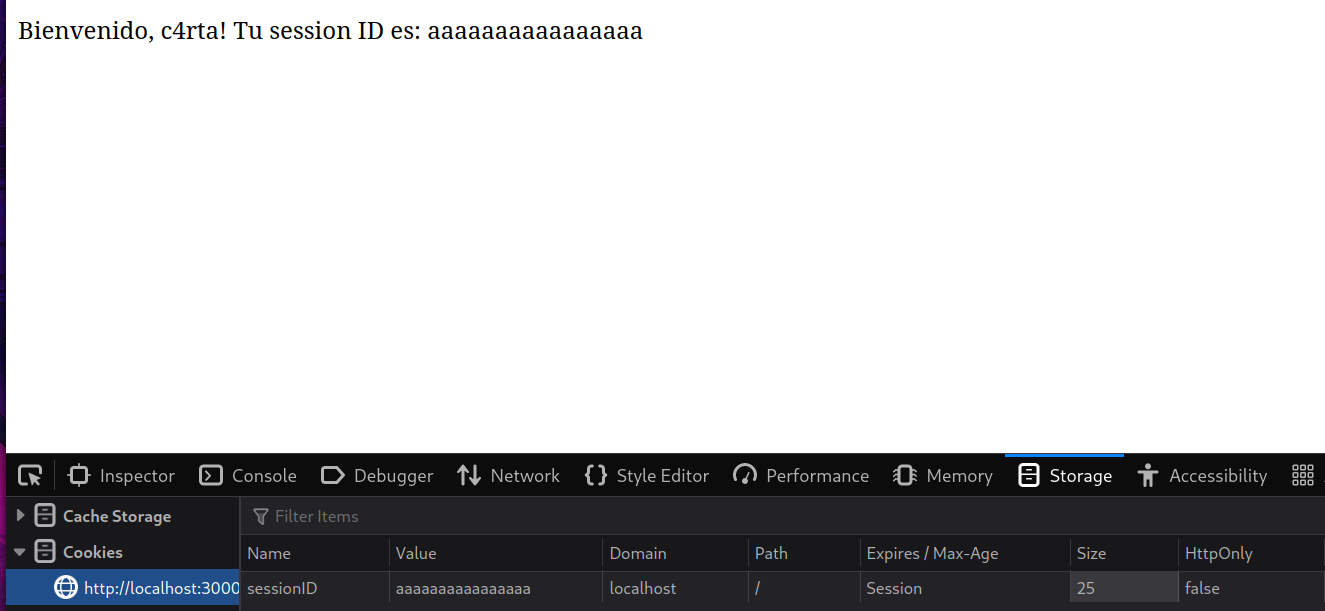 Bienvenido, c4rta! Tu session ID es: aaaaaaaaaaaaaaaa
Inspector Console Debugger Network Style Editor Performance Memory Storage Accessibility
Cache Storage
Filter Items
Cookies
Name Value Domain Path Expires / Max-Age Size HttpOnly
http://localhost:3000 sessionID aaaaaaaaaaaaaaaa localhost / Session 25 false